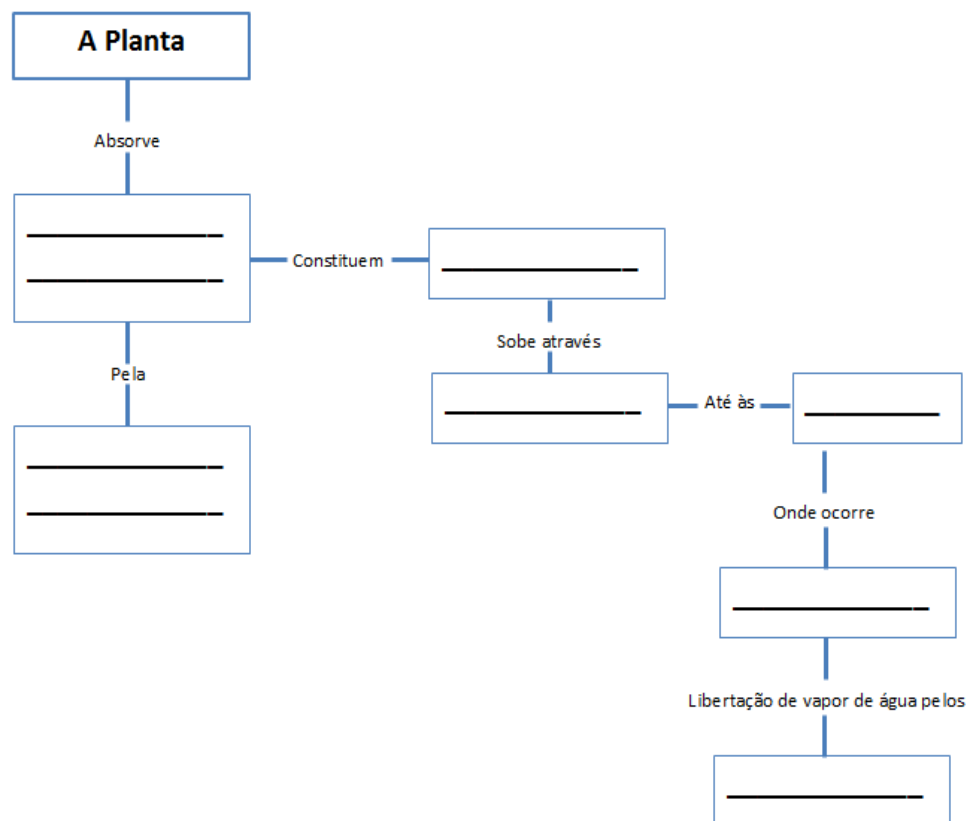 A Planta
Absorve
Constituem
Sobe através
Pela
Até às
Onde ocorre
Libertação de vapor de água pelos